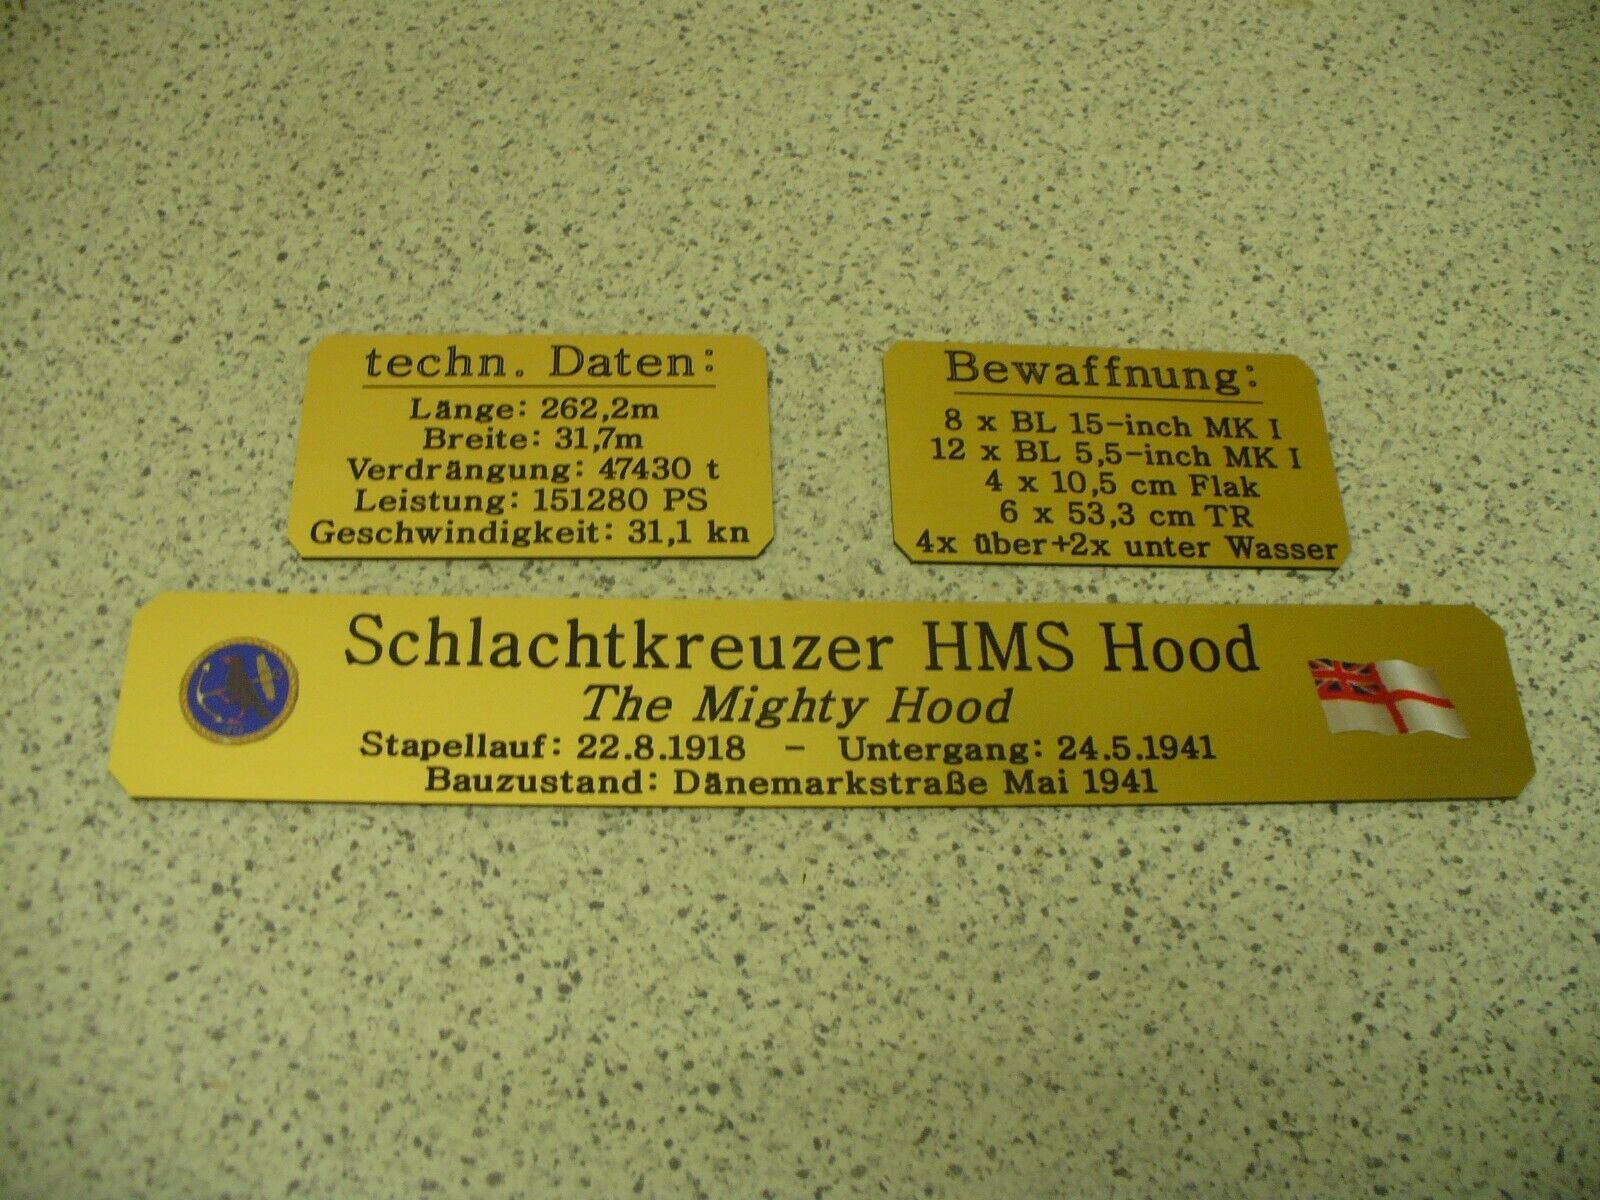 techn. Daten:
Länge: 262,2m
Breite: 31,7m
Verdrängung: 47430 t
Leistung: 151280 PS
Geschwindigkeit: 31,1 kn
Bewaffnung:
8 x BL 15-inch MK I
12 x BL 5,5-inch MK I
4 x 10,5 cm Flak
6 x 53,3 cm TR
4x über+2x unter Wasser
Schlachtkreuzer HMS Hood
The Mighty Hood
Stapellauf: 22.8.1918 - Untergang: 24.5.1941
Bauzustand: Dänemarkstraße Mai 1941